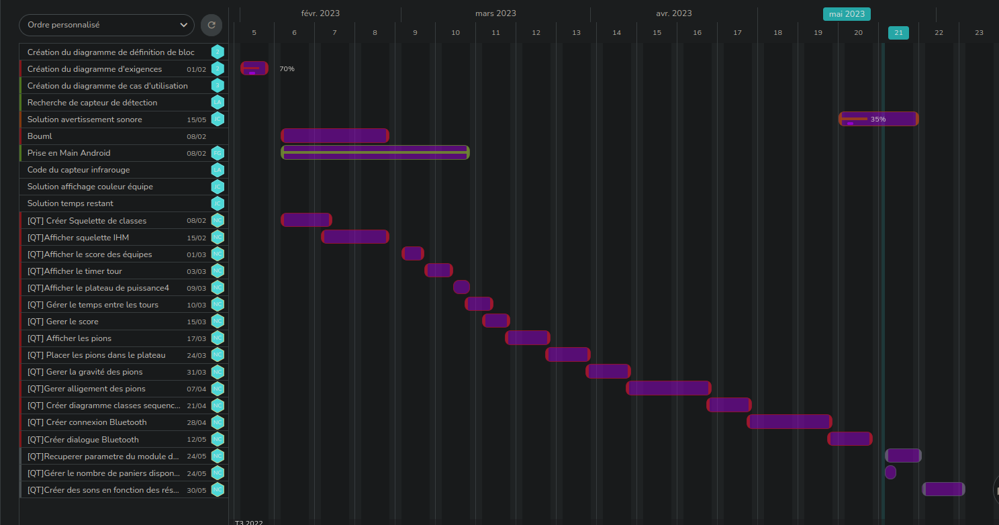 Ordre personnalisé
févr. 2023 mars 2023 avr. 2023 mai 2023
5 6 7 8 9 10 11 12 13 14 15 16 17 18 19 20 21 22 23
Création du diagramme de définition de bloc 2
Création du diagramme d'exigences 01/02 2 70%
Création du diagramme de cas d'utilisation 3
Recherche de capteur de détection LA
Solution avertissement sonore 15/05 JC 35%
Bouml 08/02
Prise en Main Android 08/02 FG
Code du capteur infrarouge LA
Solution affichage couleur équipe JC
Solution temps restant JC
[QT] Créer Squelette de classes 08/02 NC
[QT]Afficher squelette IHM 15/02 NC
[QT]Afficher le score des équipes 01/03 NC
[QT]Afficher le timer tour 03/03 NC
[QT]Afficher le plateau de puissance4 09/03 NC
[QT] Gérer le temps entre les tours 10/03 NC
[QT] Gerer le score 15/03 NC
[QT] Afficher les pions 17/03 NC
[QT] Placer les pions dans le plateau 24/03 NC
[QT] Gerer la gravité des pions 31/03 NC
[QT]Gerer alligement des pions 07/04 NC
[QT] Créer diagramme classes sequenc... 21/04 NC
[QT] Créer connexion Bluetooth 28/04 NC
[QT]Créer dialogue Bluetooth 12/05 NC
[QT]Recuperer parametre du module d... 24/05 NC
[QT]Gérer le nombre de paniers dispon... 24/05 NC
[QT]Créer des sons en fonction des rés... 30/05 NC
T3 2022